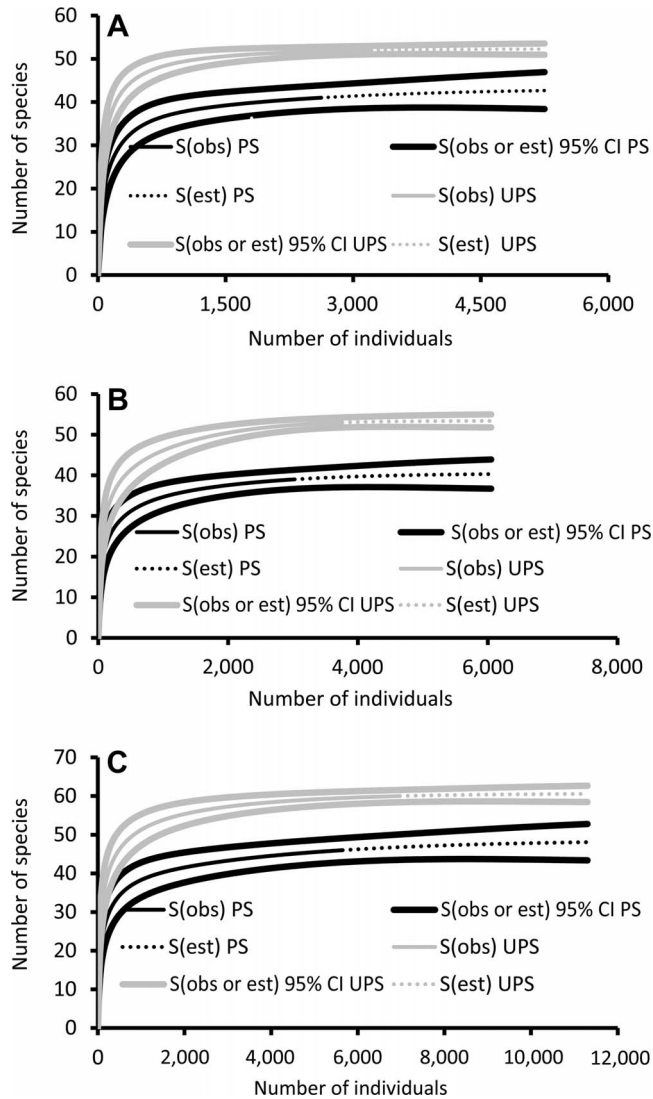 A
60
50
40
30
20
10
0
Number of species
S(obs) PS
S(obs or est) 95% CI PS
S(est) PS
S(obs) UPS
S(obs or est) 95% CI UPS
S(est) UPS
0 1,500 3,000 4,500 6,000
Number of individuals
B
60
50
40
30
20
10
0
Number of species
S(obs) PS
S(obs or est) 95% CI PS
S(est) PS
S(obs) UPS
S(obs or est) 95% CI UPS
S(est) UPS
0 2,000 4,000 6,000 8,000
Number of individuals
C
70
60
50
40
30
20
10
0
Number of species
S(obs) PS
S(obs or est) 95% CI PS
S(est) PS
S(obs) UPS
S(obs or est) 95% CI UPS
S(est) UPS
0 2,000 4,000 6,000 8,000 10,000 12,000
Number of individuals